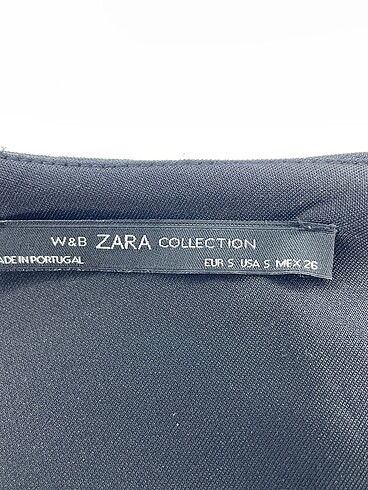 W&B ZARA COLLECTION
ADE IN PORTUGAL EUR S USA S MEX 26